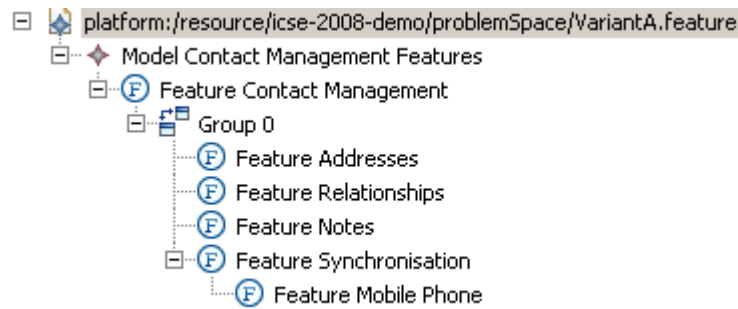 platform:/resource/icse-2008-demo/problemSpace/VariantA.feature
Model Contact Management Features
F Feature Contact Management
Group 0
F Feature Addresses
F Feature Relationships
F Feature Notes
F Feature Synchronisation
F Feature Mobile Phone